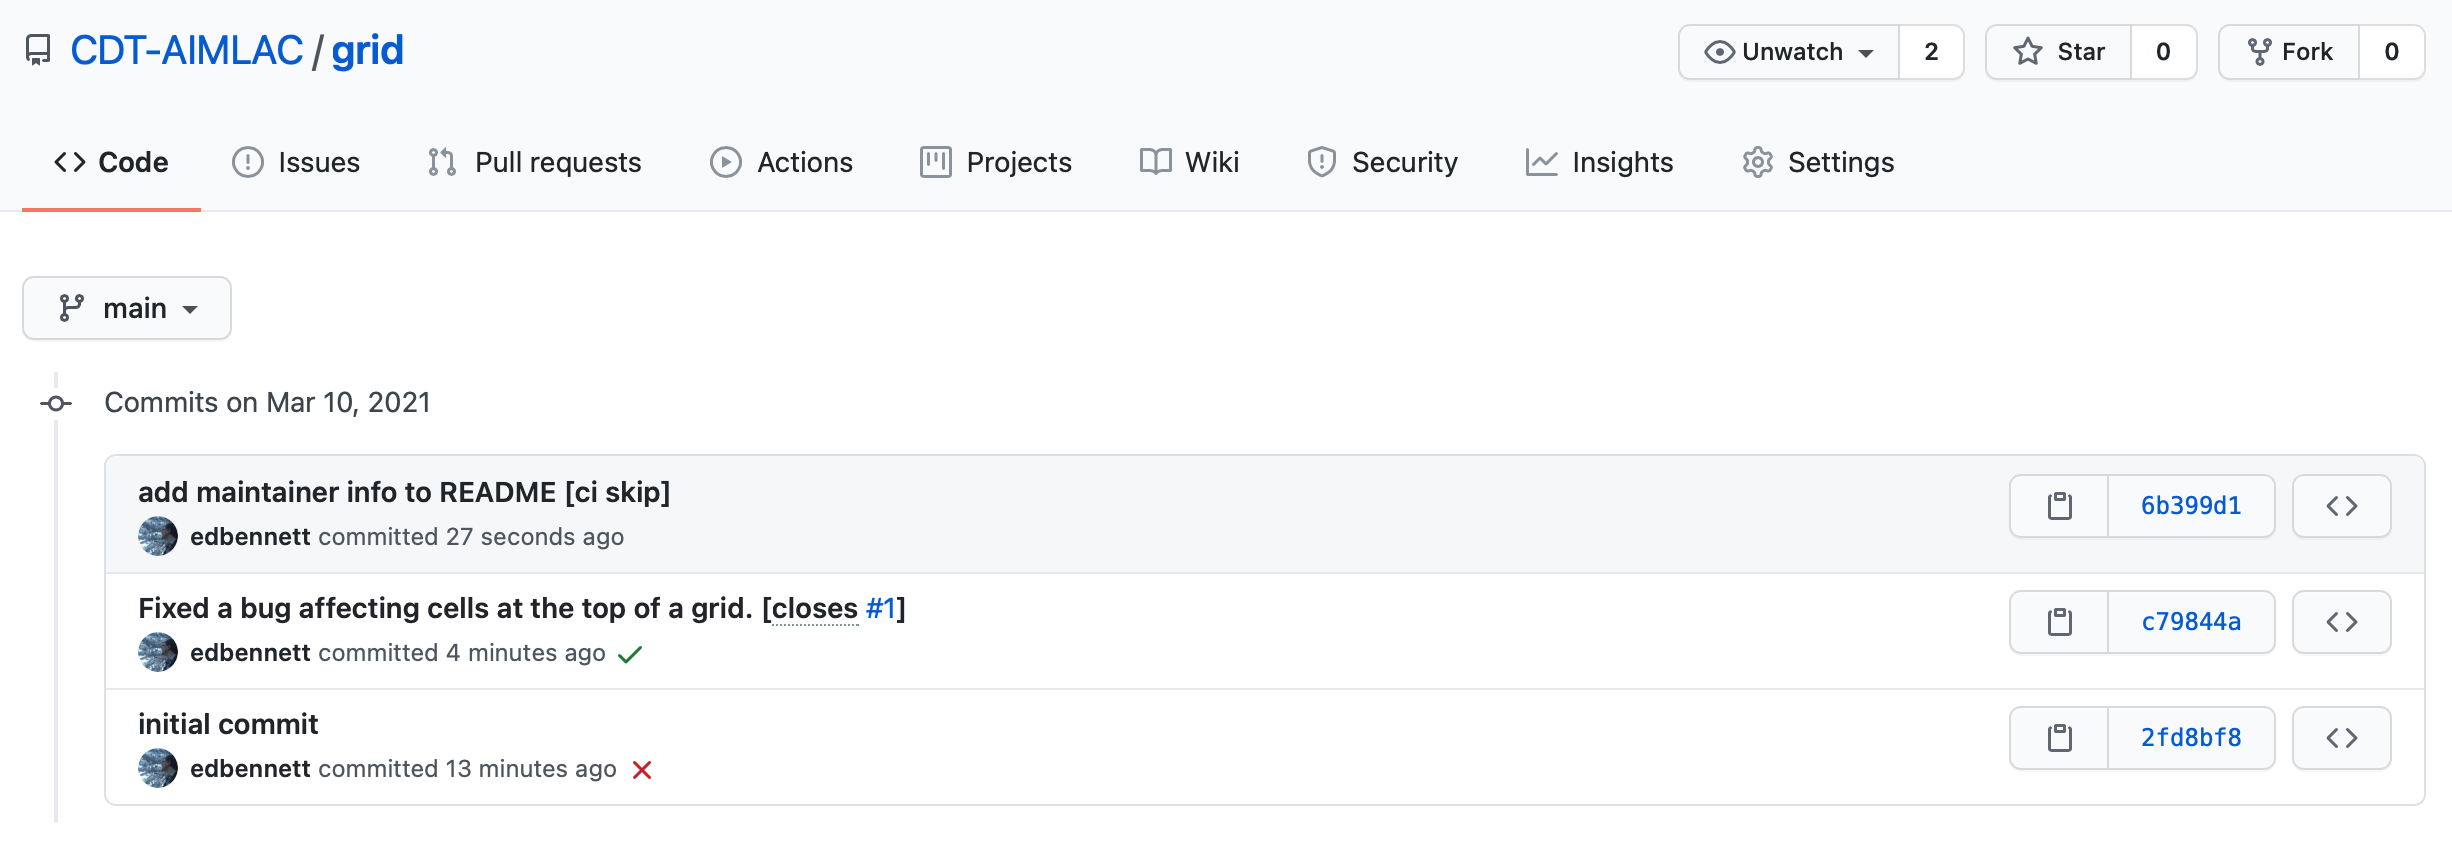 CDT-AIMLAC / grid
Unwatch 2 Star 0 Fork 0
Code Issues Pull requests Actions Projects Wiki Security Insights Settings
main
Commits on Mar 10, 2021
add maintainer info to README [ci skip]
edbennett committed 27 seconds ago
6b399d1
Fixed a bug affecting cells at the top of a grid. [closes #1]
edbennett committed 4 minutes ago
c79844a
initial commit
edbennett committed 13 minutes ago
2fd8bf8